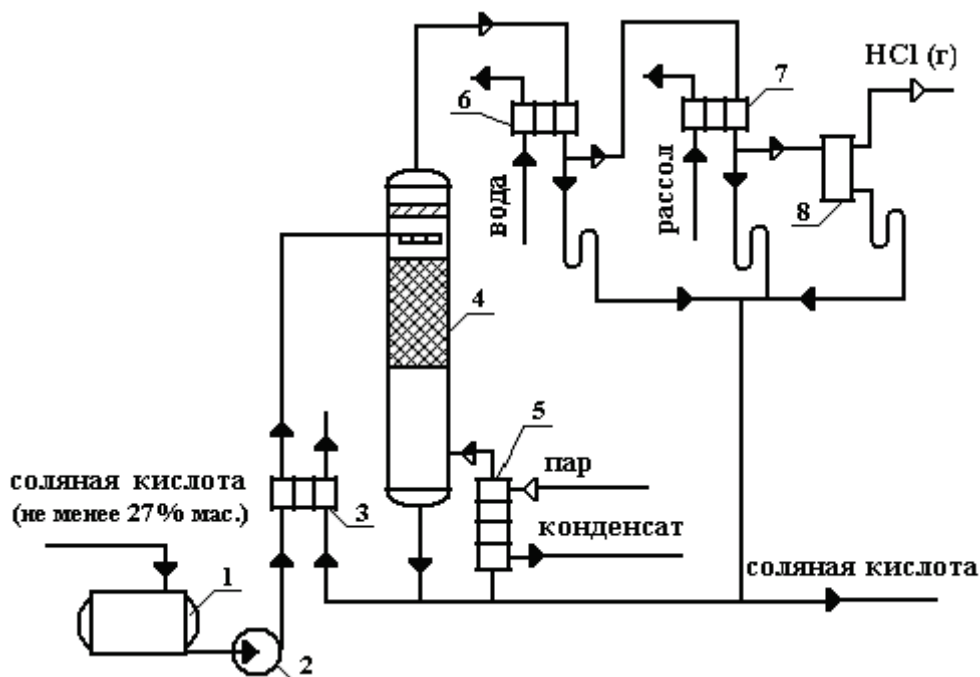 HCl (г)
7
6
вода
рассол
8
4
5
пар
соляная кислота
(не менее 27% мас.)
3
конденсат
соляная кислота
1
2